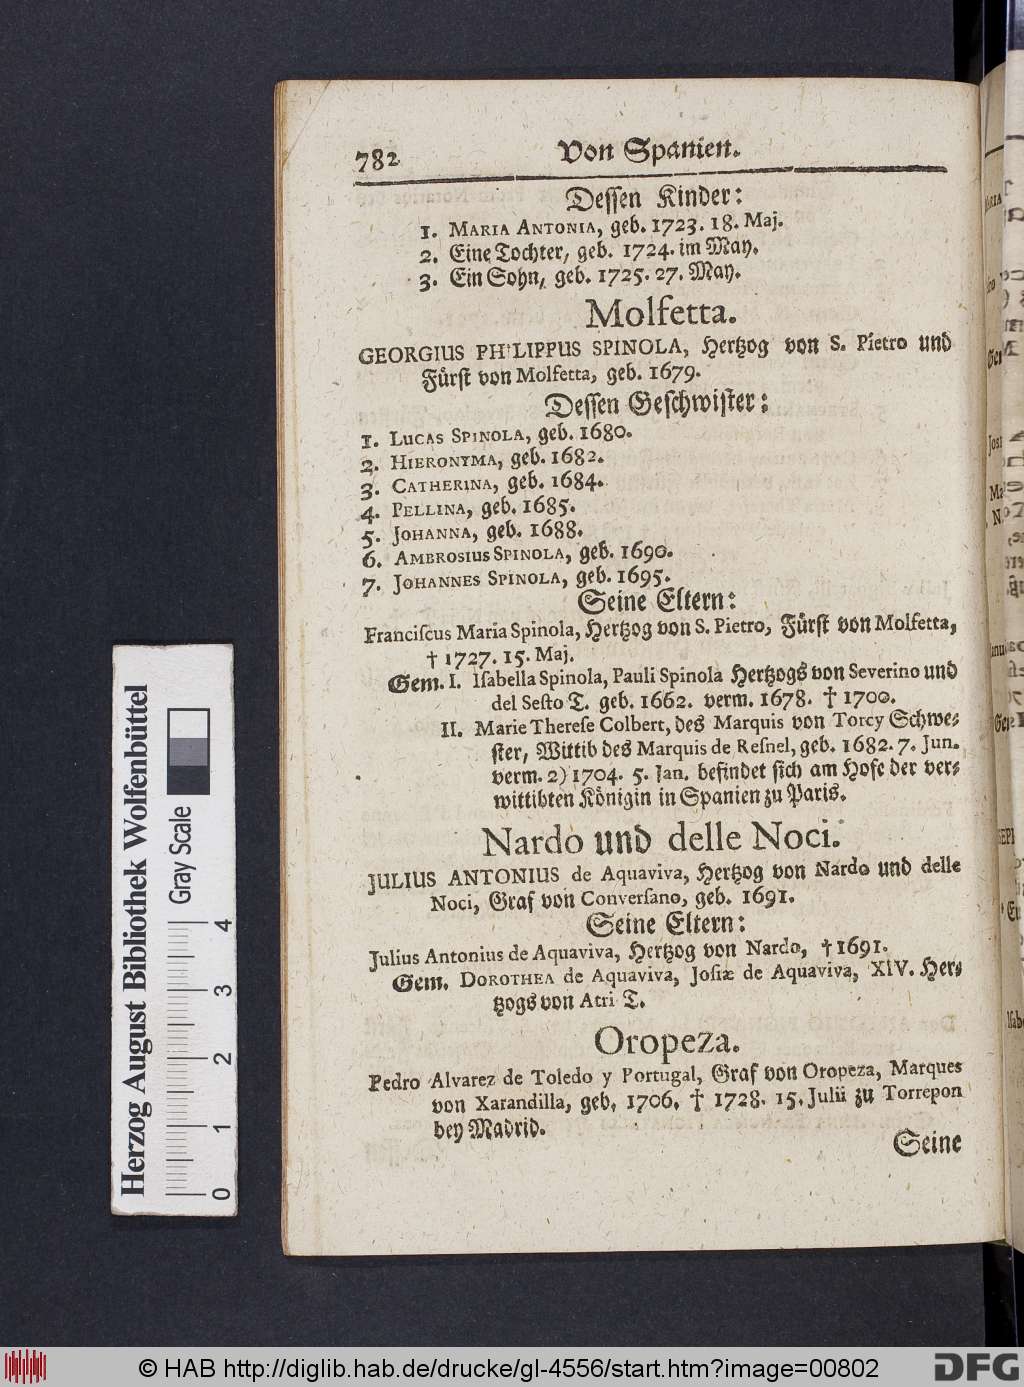 782 Von Spanien.
Dessen Kinder:
1. MARIA ANTONIA, geb. 1723. 18. Maj.
2. Eine Tochter, geb. 1724. im May.
3. Ein Sohn, geb. 1725. 27. May.
Molfetta.
GEORGIUS PHILIPPUS SPINOLA, Hertzog von S. Pietro und
Fürst von Molfetta, geb. 1679.
Dessen Geschwister:
1. LUCAS SPINOLA, geb. 1680.
2. HIERONYMA, geb. 1682.
3. CATHERINA, geb. 1684.
4. PELLINA, geb. 1685.
5. JOHANNA, geb. 1688.
6. AMBROSIUS SPINOLA, geb. 1690.
7. JOHANNES SPINOLA, geb. 1695.
Seine Eltern:
Franciscus Maria Spinola, Hertzog von S. Pietro, Fürst von Molfetta,
† 1727. 15. Maj.
Gem. I. Isabella Spinola, Pauli Spinola Hertzogs von Severino und
del Sesto T. geb. 1662. verm. 1678. † 1700.
II. Marie Therese Colbert, des Marquis von Torcy Schwe-
ster, Wittib des Marquis de Resnel, geb. 1682. 7. Jun.
verm. 2) 1704. 5. Jan. befindet sich am Hofe der ver-
wittibten Königin in Spanien zu Paris.
Nardo und delle Noci.
JULIUS ANTONIUS de Aquaviva, Hertzog von Nardo und delle
Noci, Graf von Conversano, geb. 1691.
Seine Eltern:
Julius Antonius de Aquaviva, Hertzog von Nardo, † 1691.
Gem. DOROTHEA de Aquaviva, Josiæ de Aquaviva, XIV. Her-
tzogs von Atri T.
Oropeza.
Pedro Alvarez de Toledo y Portugal, Graf von Oropeza, Marques
von Xarandilla, geb. 1706. † 1728. 15. Julii zu Torrepon
bey Madrid.
Seine
Herzog August Bibliothek Wolfenbüttel
Gray Scale
0 1 2 3 4
© HAB http://diglib.hab.de/drucke/gl-4556/start.htm?image=00802
DFG